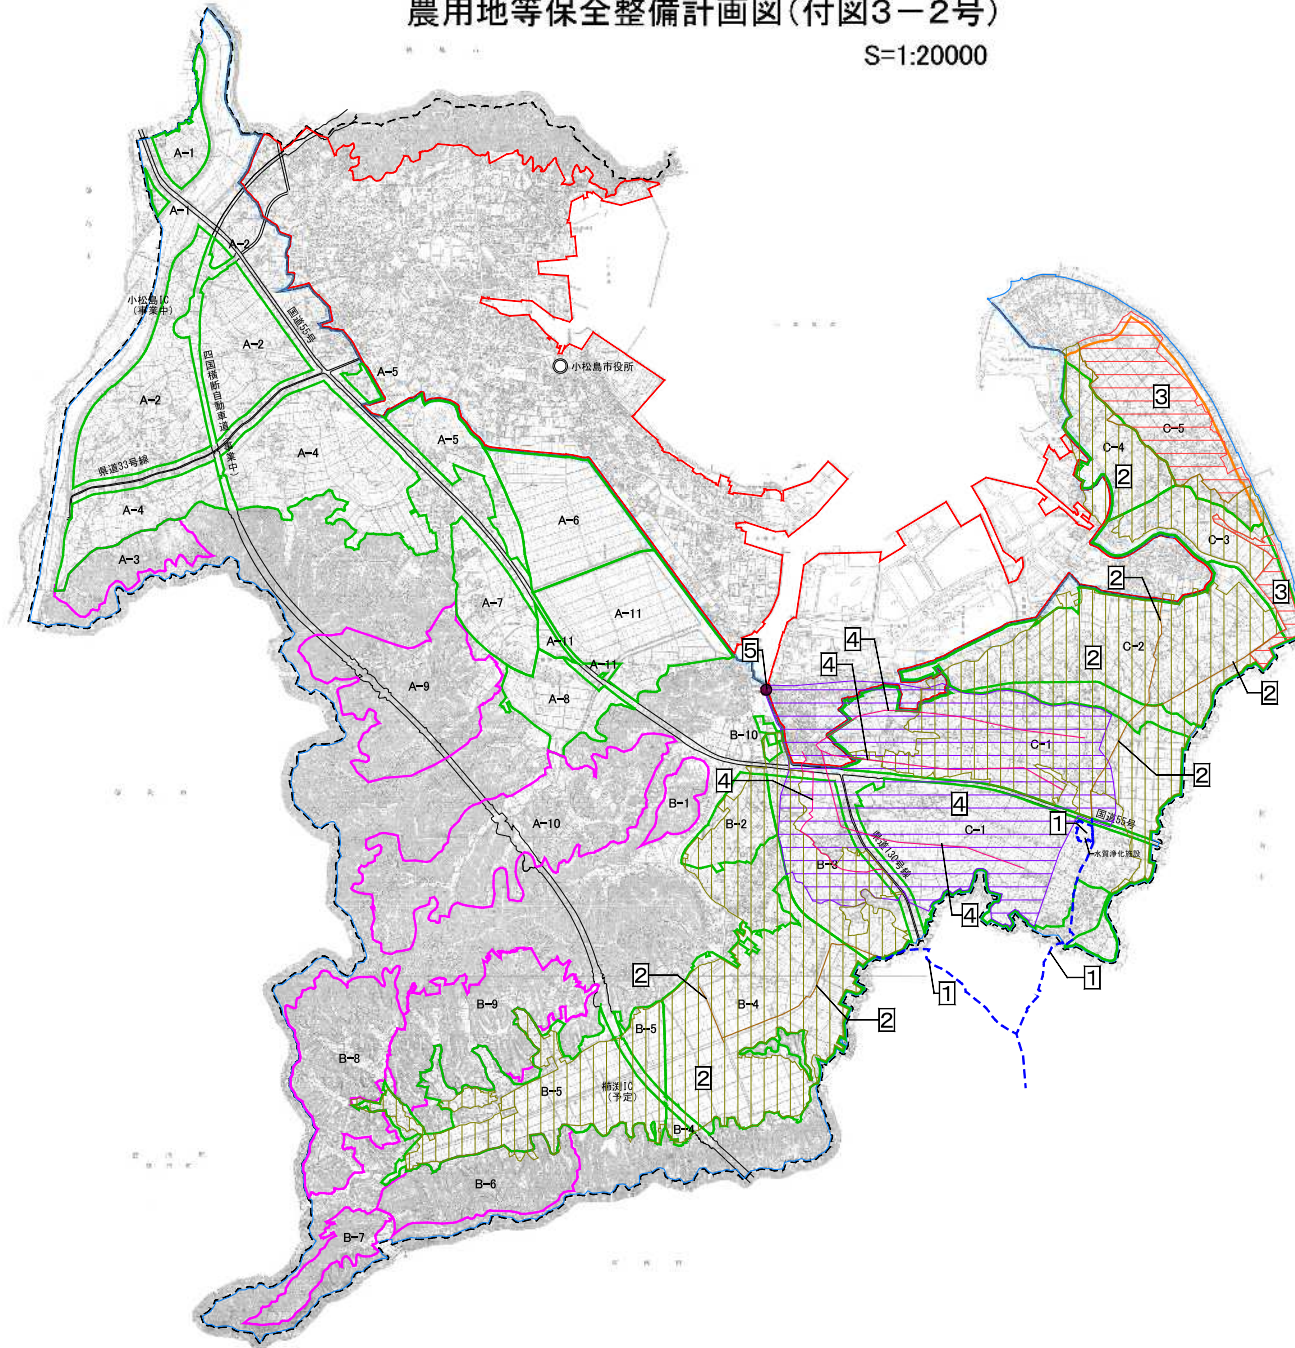 農用地等保全整備計画図(付図3－2号)
S=1:20000
A-1
A-1
A-2
小松島IC
(事業中)
国道55号
A-2
四国横断自動車道(事業中)
小松島市役所
A-5
A-2
3
C-5
A-5
C-4
2
A-4
県道33号線
A-4
A-6
C-3
A-3
2
3
A-7
A-11
A-11
4
5
4
2
C-2
A-11
2
A-9
A-8
B-10
C-1
2
4
B-1
4
A-10
B-2
C-1
国道55号
1
県道130号線
水質浄化施設
B-3
4
2
1
1
B-9
B-4
2
B-5
B-8
2
B-5
櫛渕IC
(予定)
B-4
B-6
B-7